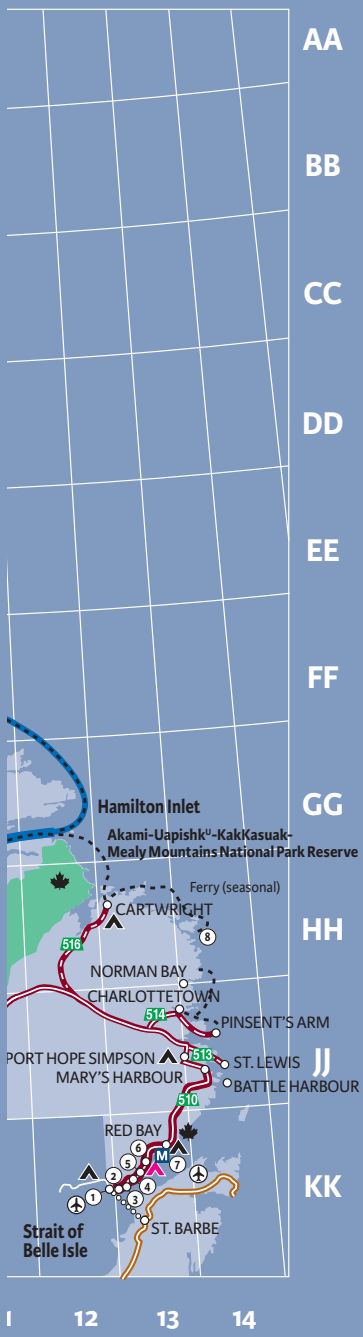 AA
BB
CC
DD
EE
FF
GG
Hamilton Inlet
Akami-Uapishkᵁ-KakKasuak-
Mealy Mountains National Park Reserve
Ferry (seasonal)
CARTWRIGHT
HH
8
516
NORMAN BAY
CHARLOTTETOWN
514
PINSENT'S ARM
PORT HOPE SIMPSON
513
ST. LEWIS
JJ
MARY'S HARBOUR
BATTLE HARBOUR
510
RED BAY
6
M
5
7
2
4
KK
1
3
ST. BARBE
Strait of
Belle Isle
12
13
14